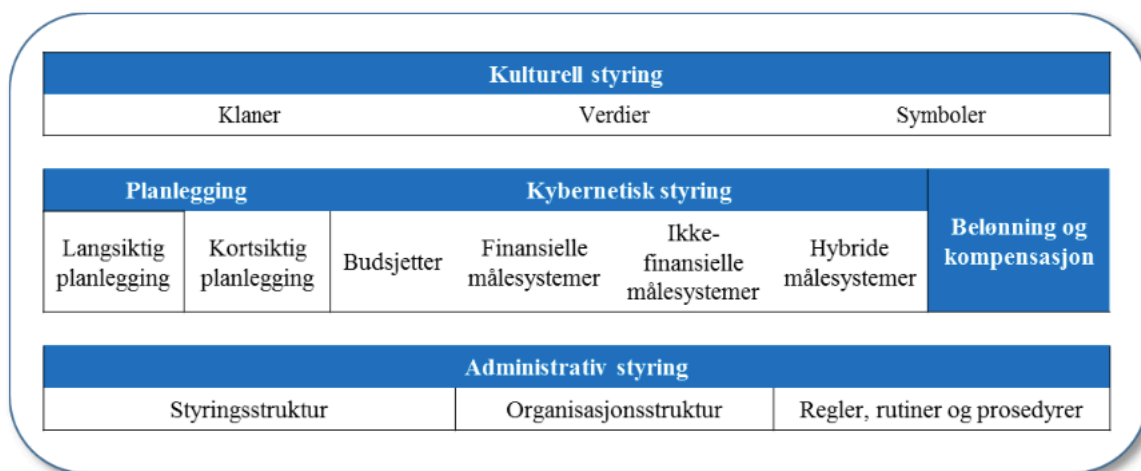 Kulturell styring
Klaner Verdier Symboler
Planlegging Kybernetisk styring
Belønning og
kompensasjon
Langsiktig
planlegging
Kortsiktig
planlegging
Budsjetter
Finansielle
målesystemer
Ikke-
finansielle
målesystemer
Hybride
målesystemer
Administrativ styring
Styringsstruktur Organisasjonsstruktur Regler, rutiner og prosedyrer